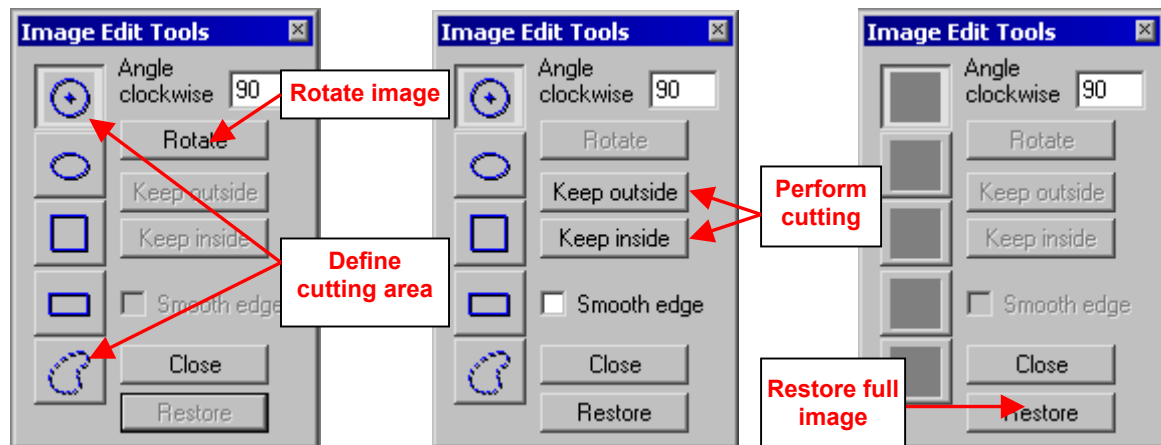 Image Edit Tools
Angle
clockwise 90
Rotate
Keep outside
Keep inside
Smooth edge
Close
Restore
Rotate image
Define
cutting area
Image Edit Tools
Angle
clockwise 90
Rotate
Keep outside
Keep inside
Smooth edge
Close
Restore
Perform
cutting
Image Edit Tools
Angle
clockwise 90
Rotate
Keep outside
Keep inside
Smooth edge
Close
Restore
Restore full
image